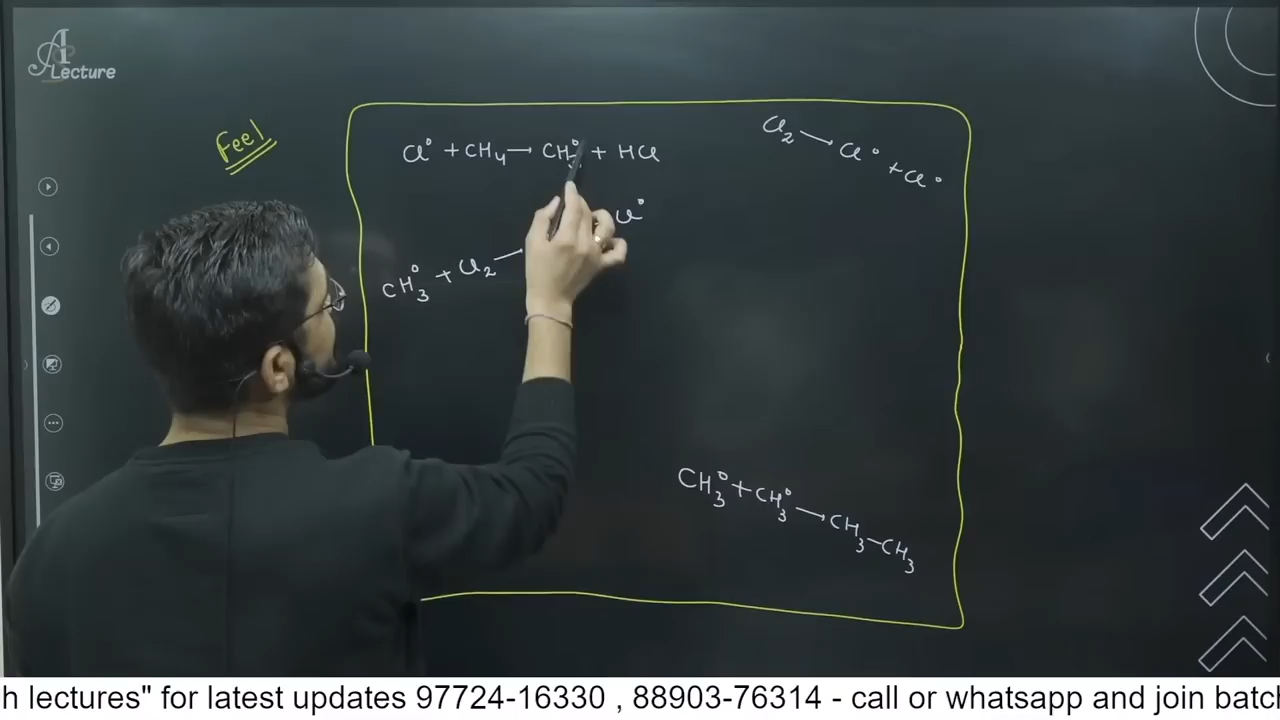 A
Lecture
Feel
Cl° + CH₄ → CH₃° + HCl
Cl₂ → Cl° + Cl°
CH₃° + Cl₂ → Cl°
CH₃° + CH₃° → CH₃–CH₃
h lectures" for latest updates 97724-16330 , 88903-76314 - call or whatsapp and join batch